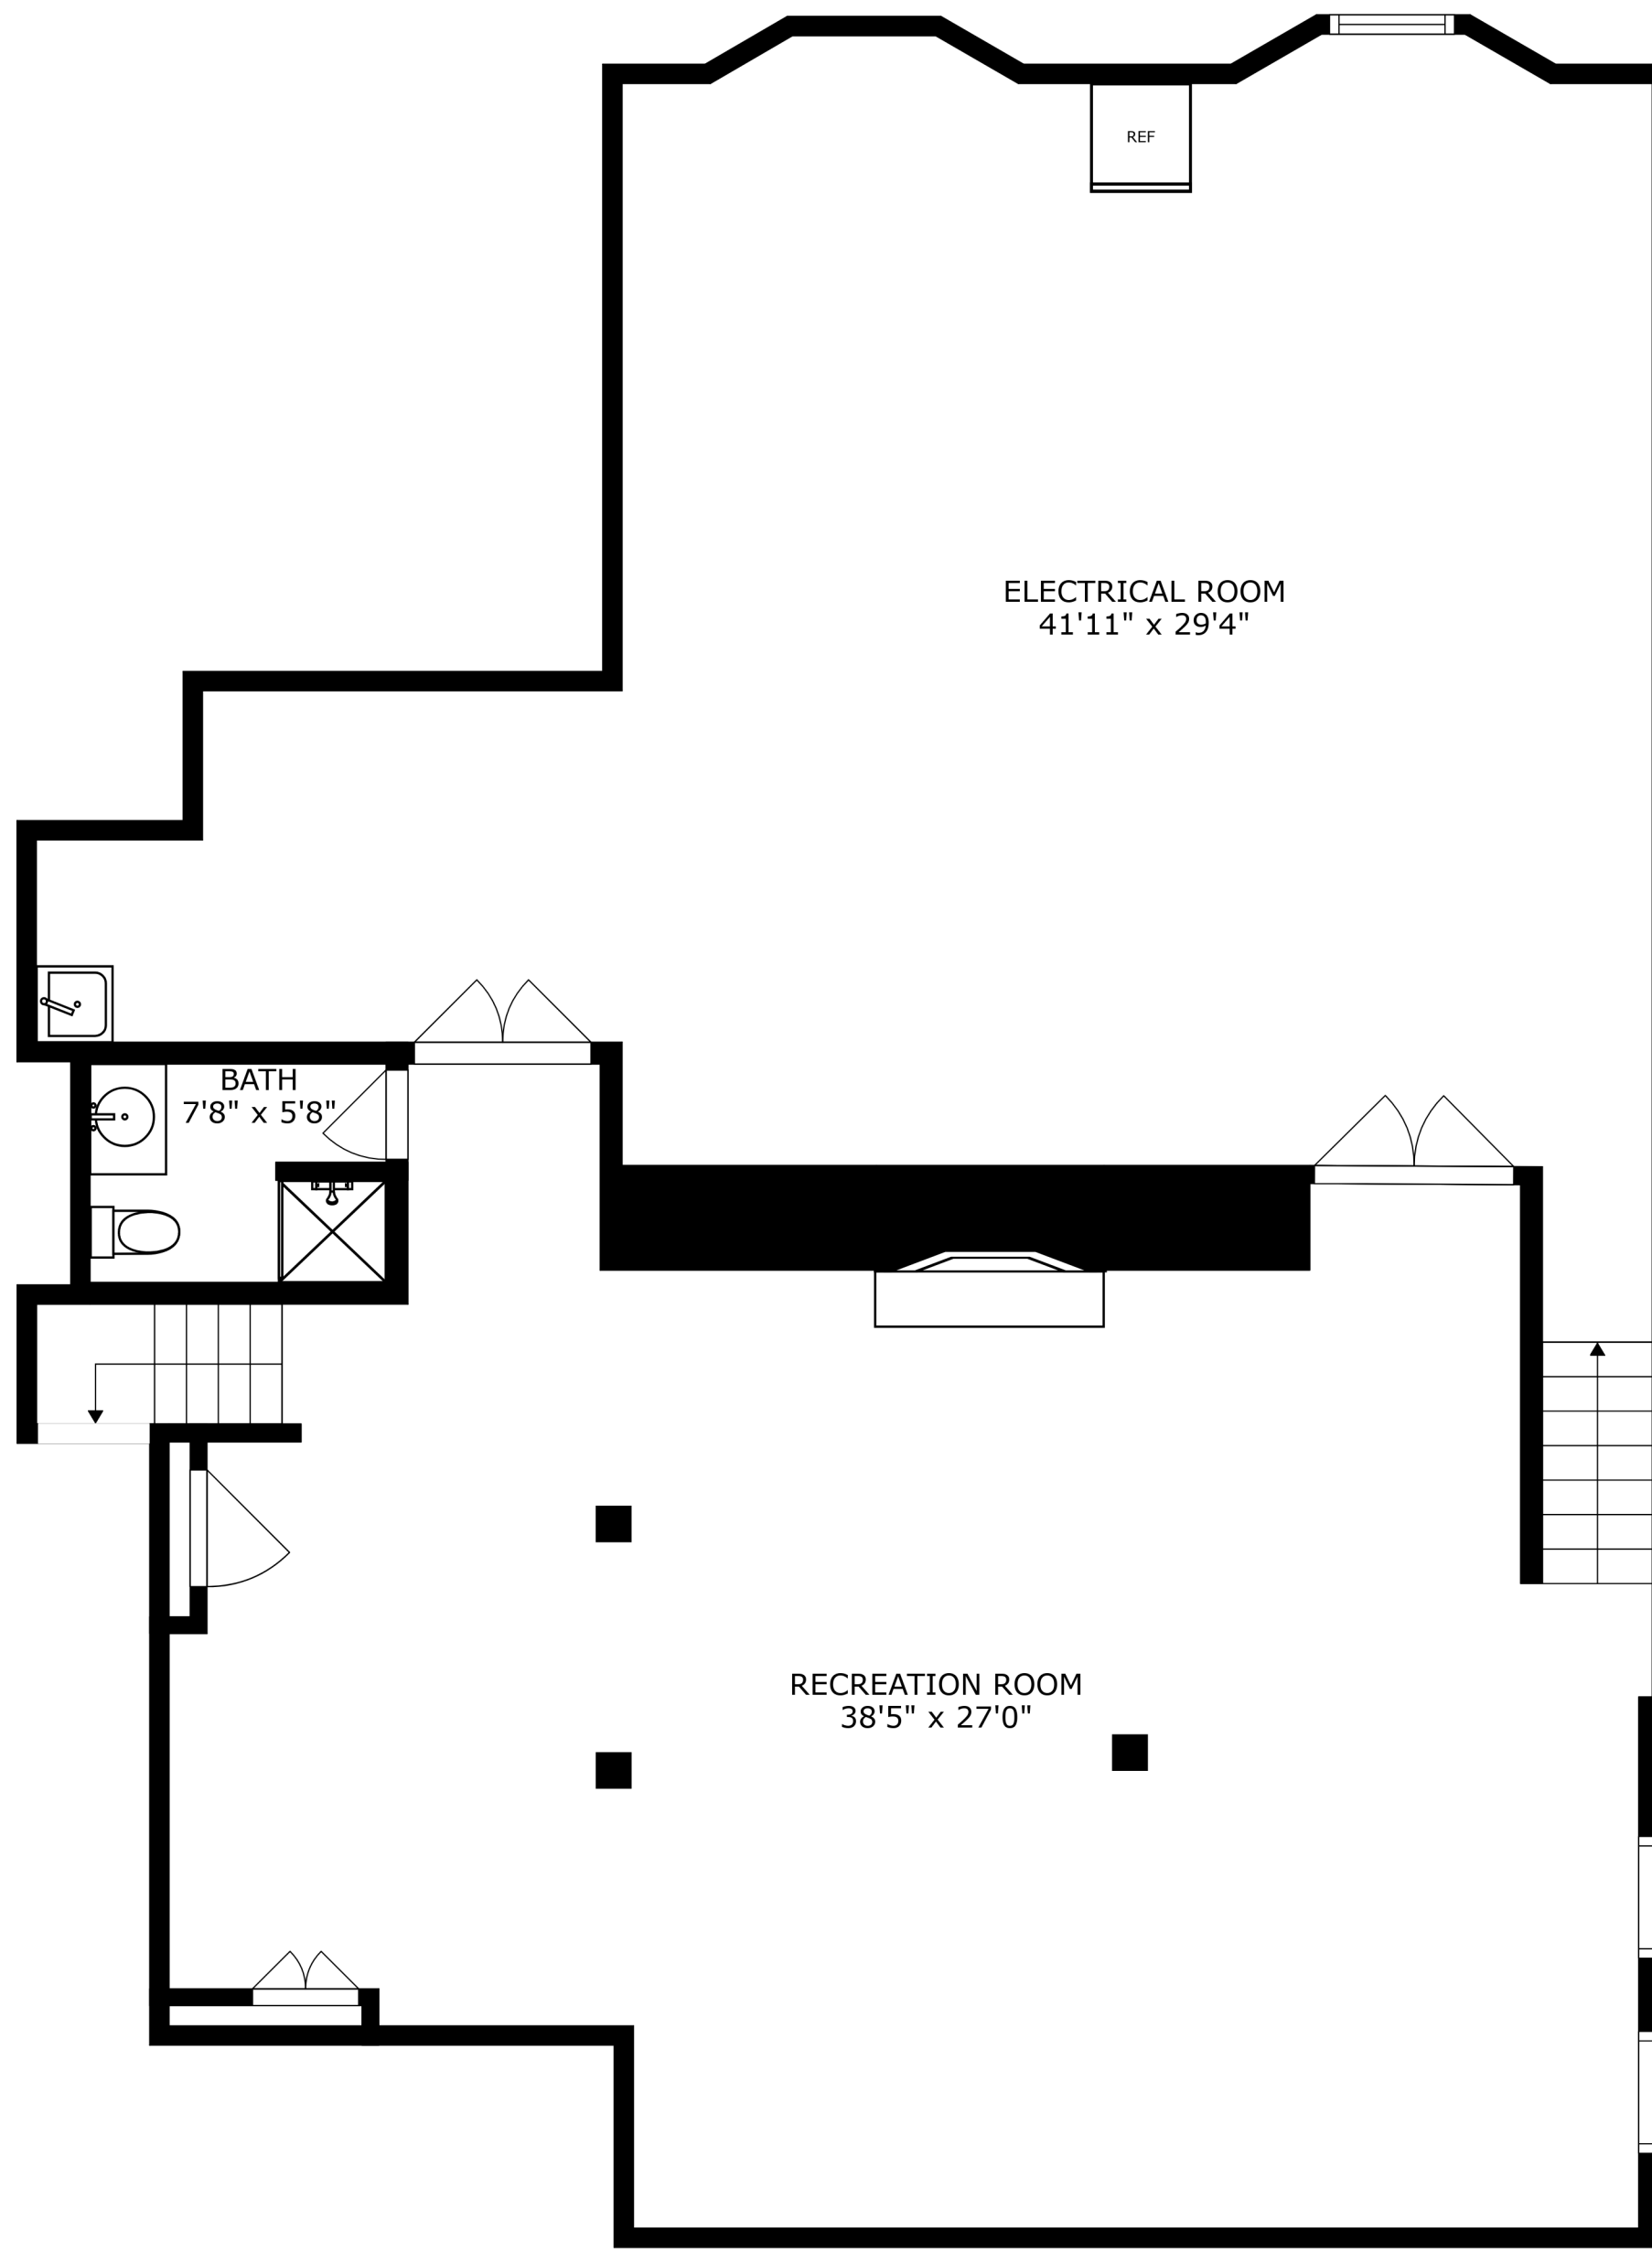 REF
ELECTRICAL ROOM
41'11" x 29'4"
BATH
7'8" x 5'8"
RECREATION ROOM
38'5" x 27'0"